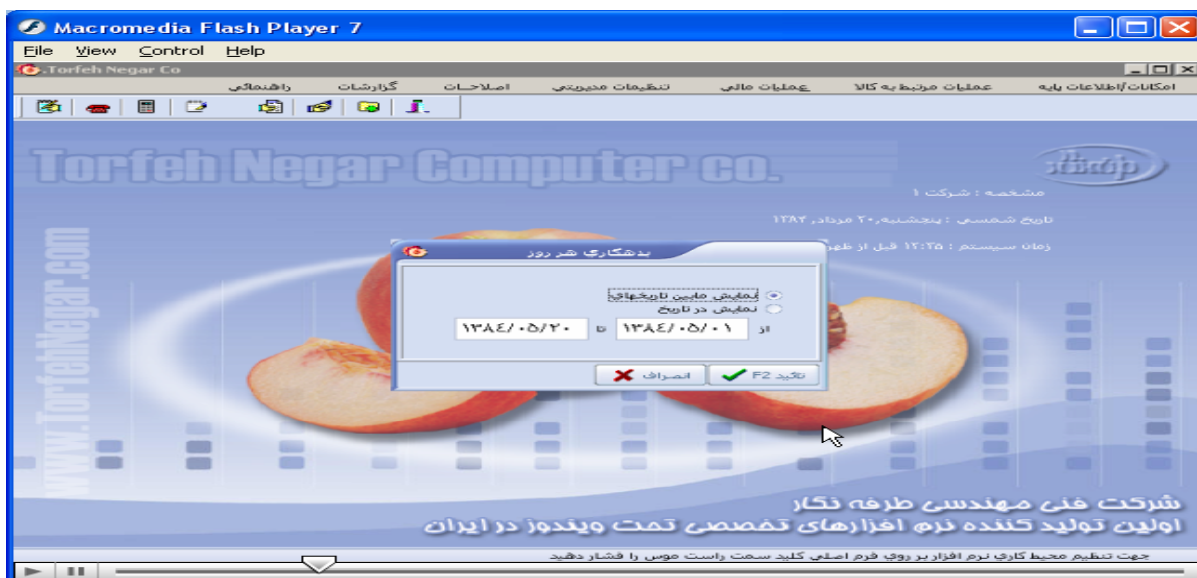 Macromedia Flash Player 7
File View Control Help
.Torfeh Negar Co
امکانات/اطلاعات پایه عملیات مرتبط به کالا عملیات مالی تنظیمات مدیریتی اصلاحات گزارشات راهنمائی
Torfeh Negar Computer co.
مشخصه : شرکت ۱
تاریخ شمسی : پنجشنبه, ۲۰ مرداد, ۱۳۸۴
زمان سیستم : ۱۲:۲۵ قبل از ظهر
www.TorfehNegar.com
بدهکاری هر روز
نمایش مابین تاریخهای
نمایش در تاریخ
از ۱۳۸٤/۰۵/۰۱ تا ۱۳۸٤/۰۵/۲۰
تائید F2 انصراف
شرکت فنی مهندسی طرفه نگار
اولین تولید کننده نرم افزارهای تخصصی تحت ویندوز در ایران
جهت تنظیم محیط کاری نرم افزار بر روی فرم اصلی کلید سمت راست موس را فشار دهید